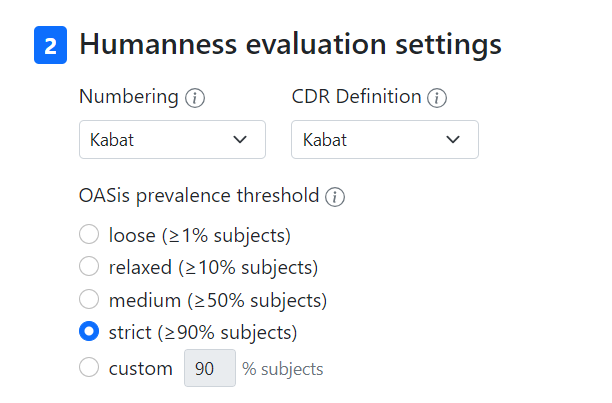 2 Humanness evaluation settings
Numbering CDR Definition
Kabat Kabat
OASis prevalence threshold
loose (≥1% subjects)
relaxed (≥10% subjects)
medium (≥50% subjects)
strict (≥90% subjects)
custom 90 % subjects